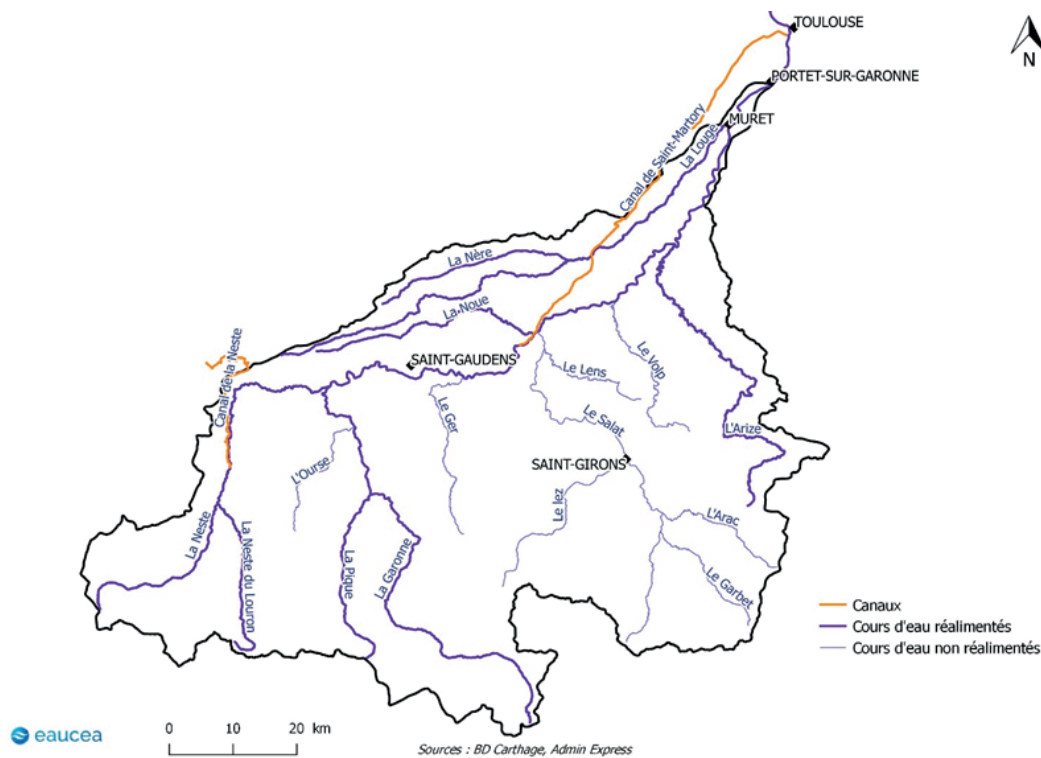 TOULOUSE
N
PORTET-SUR-GARONNE
MURET
Canal de Saint-Martory
La Louge
La Nère
La Noue
Canal de la Neste
SAINT-GAUDENS
Le Volp
Le Lens
Le Ger
Le Salat
L'Arize
L'Ourse
SAINT-GIRONS
Le lez
L'Arac
La Neste
La Neste du Louron
La Pique
La Garonne
Le Garbet
Canaux
Cours d'eau réalimentés
Cours d'eau non réalimentés
eaucea
0 10 20 km
Sources : BD Carthage, Admin Express